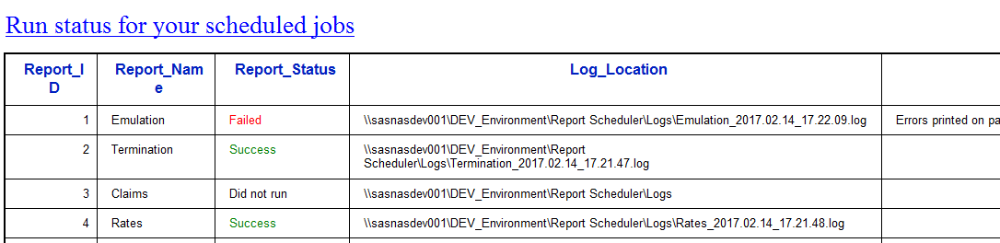 Run status for your scheduled jobs
Report_I Report_Nam Report_Status Log_Location
D e
1 Emulation Failed \\sasnasdev001\DEV_Environment\Report Scheduler\Logs\Emulation_2017.02.14_17.22.09.log Errors printed on pa
2 Termination Success \\sasnasdev001\DEV_Environment\Report
Scheduler\Logs\Termination_2017.02.14_17.21.47.log
3 Claims Did not run \\sasnasdev001\DEV_Environment\Report Scheduler\Logs
4 Rates Success \\sasnasdev001\DEV_Environment\Report Scheduler\Logs\Rates_2017.02.14_17.21.48.log